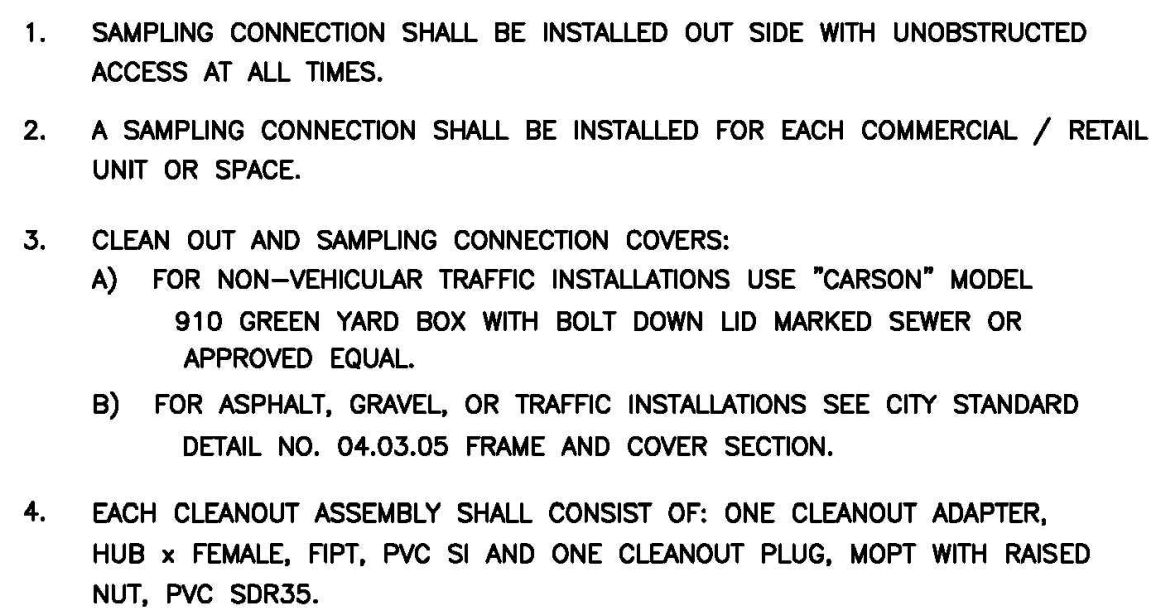 1. SAMPLING CONNECTION SHALL BE INSTALLED OUT SIDE WITH UNOBSTRUCTED
ACCESS AT ALL TIMES.
2. A SAMPLING CONNECTION SHALL BE INSTALLED FOR EACH COMMERCIAL / RETAIL
UNIT OR SPACE.
3. CLEAN OUT AND SAMPLING CONNECTION COVERS:
A) FOR NON-VEHICULAR TRAFFIC INSTALLATIONS USE "CARSON" MODEL
910 GREEN YARD BOX WITH BOLT DOWN LID MARKED SEWER OR
APPROVED EQUAL.
B) FOR ASPHALT, GRAVEL, OR TRAFFIC INSTALLATIONS SEE CITY STANDARD
DETAIL NO. 04.03.05 FRAME AND COVER SECTION.
4. EACH CLEANOUT ASSEMBLY SHALL CONSIST OF: ONE CLEANOUT ADAPTER,
HUB x FEMALE, FIPT, PVC SI AND ONE CLEANOUT PLUG, MOPT WITH RAISED
NUT, PVC SDR35.